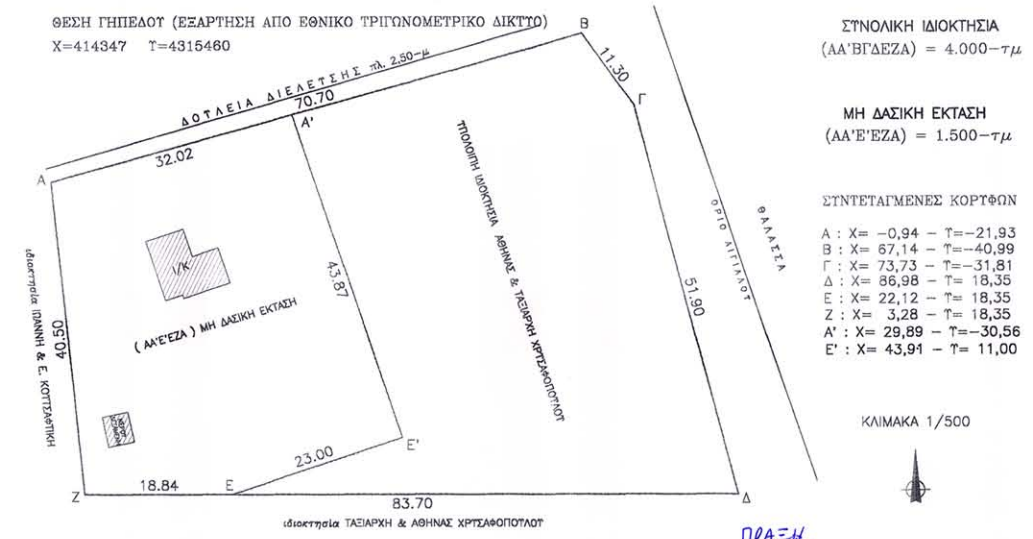 ΘΕΣΗ ΓΗΠΕΔΟΥ (ΕΞΑΡΤΗΣΗ ΑΠΟ ΕΘΝΙΚΟ ΤΡΙΓΩΝΟΜΕΤΡΙΚΟ ΔΙΚΤΥΟ)
Χ=414347 Υ=4315460
ΔΟΥΛΕΙΑ ΔΙΕΛΕΥΣΗΣ πλ. 2,50-μ
70.70
B
11.30
Γ
A'
32.02
A
I/K
43.87
51.90
ΥΠΟΛΟΙΠΗ ΙΔΙΟΚΤΗΣΙΑ ΑΘΗΝΑΣ & ΤΑΞΙΑΡΧΗ ΧΡΥΣΑΦΟΠΟΥΛΟΥ
ΟΡΙΟ ΑΙΓΙΑΛΟΥ
ΘΑΛΑΣΣΑ
ιδιοκτησία ΙΩΑΝΝΗ & Ε. ΚΟΥΤΣΑΦΤΙΚΗ
40.50
( ΑΑ'Ε'ΕΖΑ ) ΜΗ ΔΑΣΙΚΗ ΕΚΤΑΣΗ
E'
23.00
Z
18.84
E
83.70
Δ
ιδιοκτησία ΤΑΞΙΑΡΧΗ & ΑΘΗΝΑΣ ΧΡΥΣΑΦΟΠΟΥΛΟΥ
ΣΥΝΟΛΙΚΗ ΙΔΙΟΚΤΗΣΙΑ
(ΑΑ'ΒΓΔΕΖΑ) = 4.000-τμ
ΜΗ ΔΑΣΙΚΗ ΕΚΤΑΣΗ
(ΑΑ'Ε'ΕΖΑ) = 1.500-τμ
ΣΥΝΤΕΤΑΓΜΕΝΕΣ ΚΟΡΥΦΩΝ
A : X= -0,94 - Υ=-21,93
B : X= 67,14 - Υ=-40,99
Γ : X= 73,73 - Υ=-31,81
Δ : X= 86,98 - Υ= 18,35
E : X= 22,12 - Υ= 18,35
Z : X= 3,28 - Υ= 18,35
A' : X= 29,89 - Υ=-30,56
E' : X= 43,91 - Υ= 11,00
ΚΛΙΜΑΚΑ 1/500
ΠΡΑΞΗ